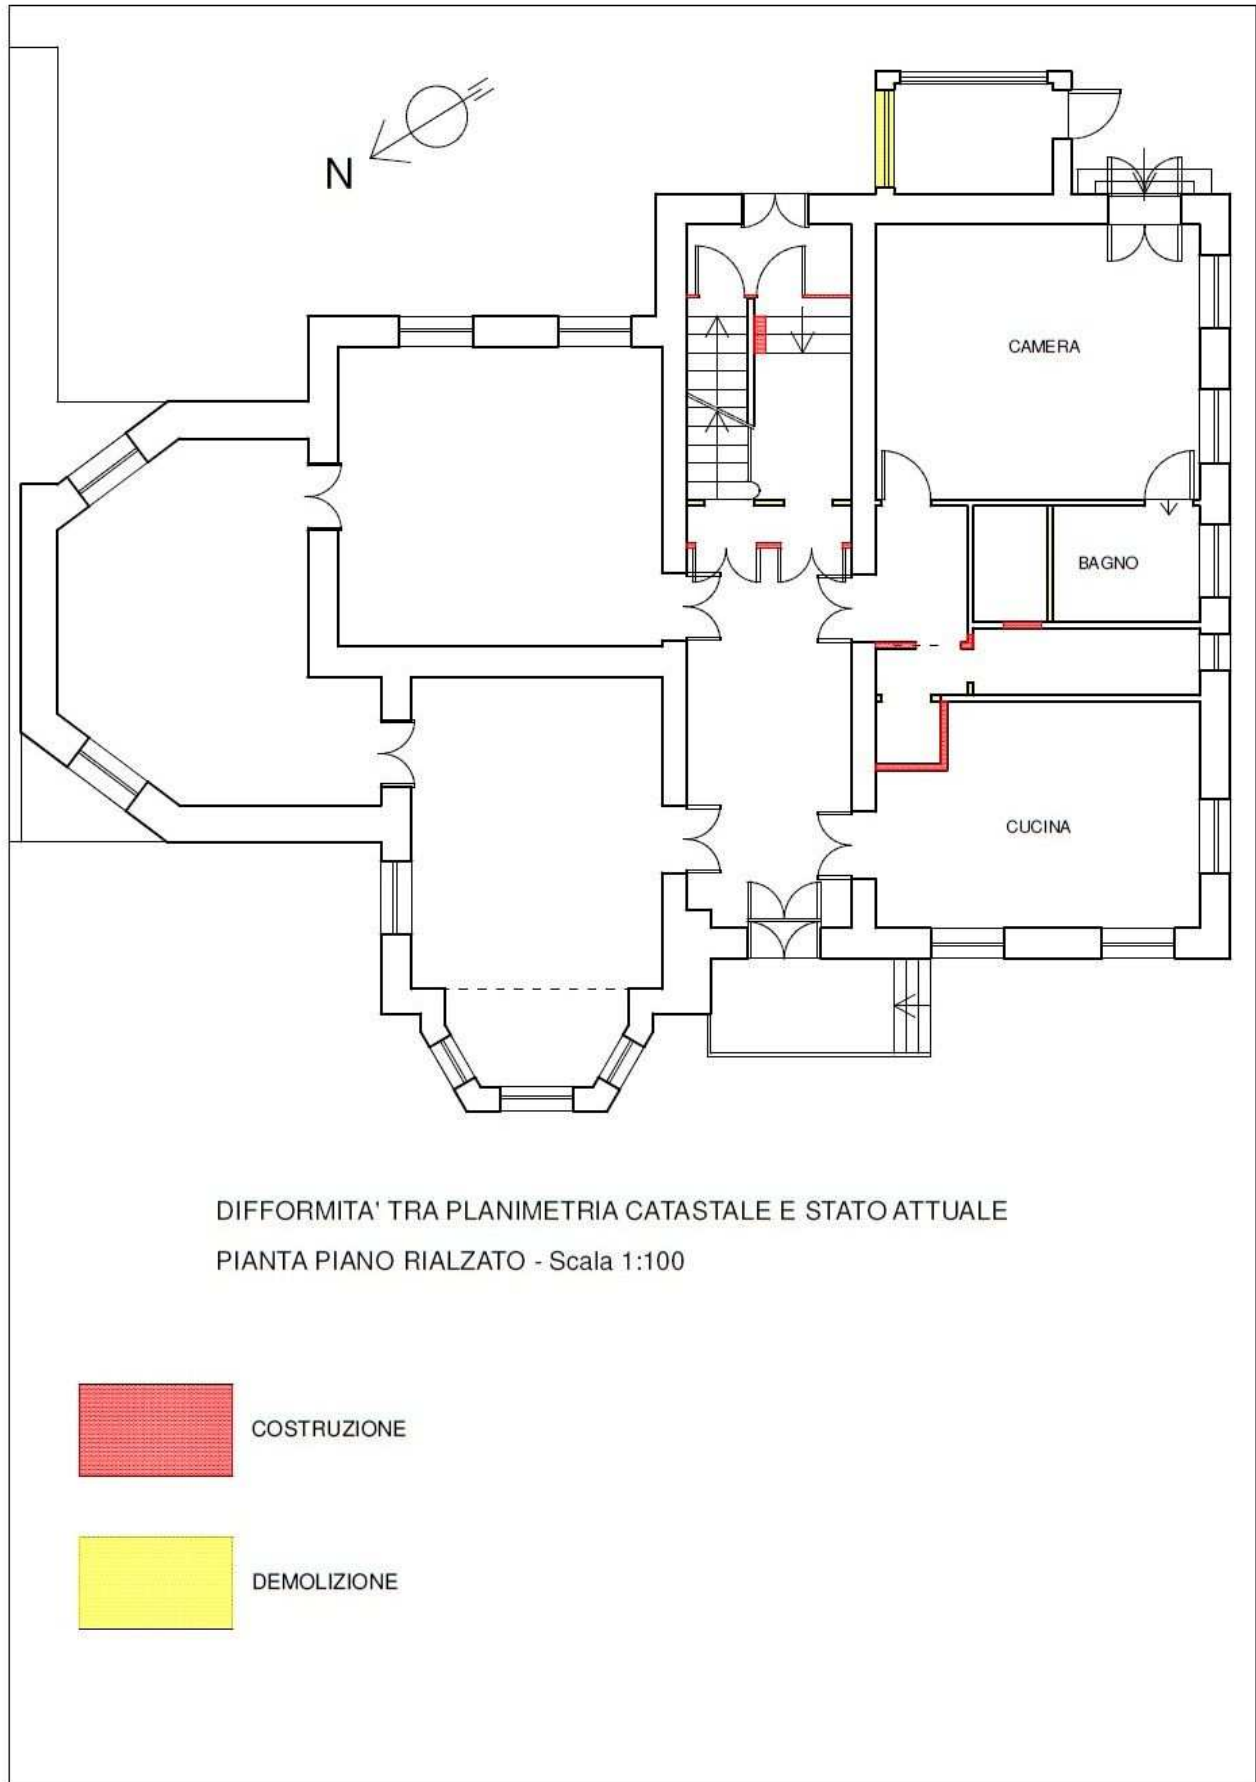 N
CAMERA
BAGNO
CUCINA
DIFFORMITA' TRA PLANIMETRIA CATASTALE E STATO ATTUALE
PIANTA PIANO RIALZATO - Scala 1:100
COSTRUZIONE
DEMOLIZIONE